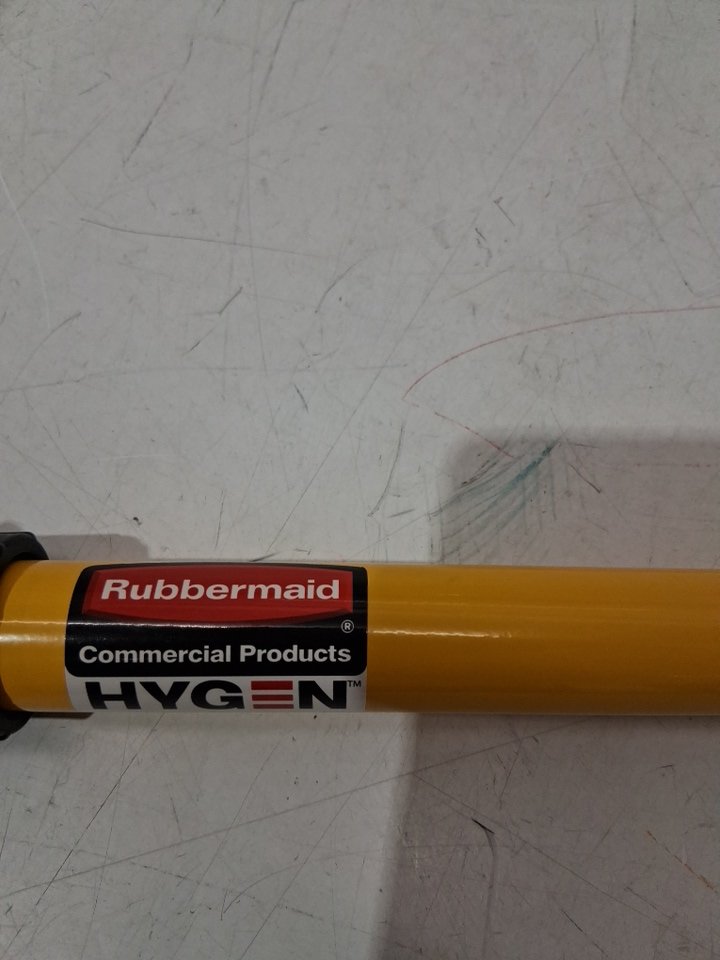 Rubbermaid
®
Commercial Products
HYGEN™